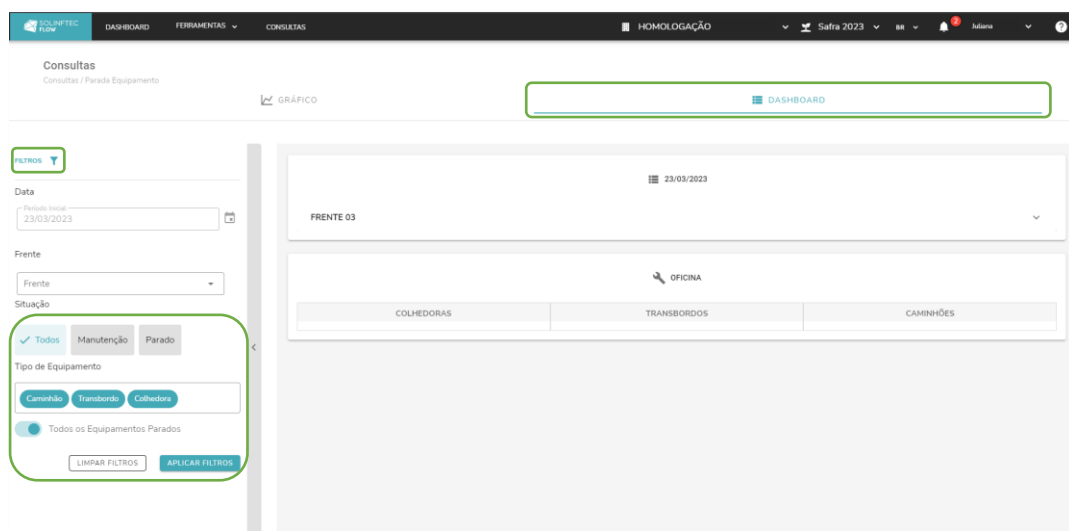 SOLINFTEC FLOW DASHBOARD FERRAMENTAS CONSULTAS HOMOLOGAÇÃO Safra 2023 BR 2 Juliana ?
Consultas
Consultas / Parada Equipamento
GRÁFICO DASHBOARD
FILTROS
Data
Período Inicial
23/03/2023
Frente
Frente
Situação
Todos Manutenção Parado
Tipo de Equipamento
Caminhão Transbordo Colhedora
Todos os Equipamentos Parados
LIMPAR FILTROS APLICAR FILTROS
23/03/2023
FRENTE 03
OFICINA
COLHEDORAS TRANSBORDOS CAMINHÕES